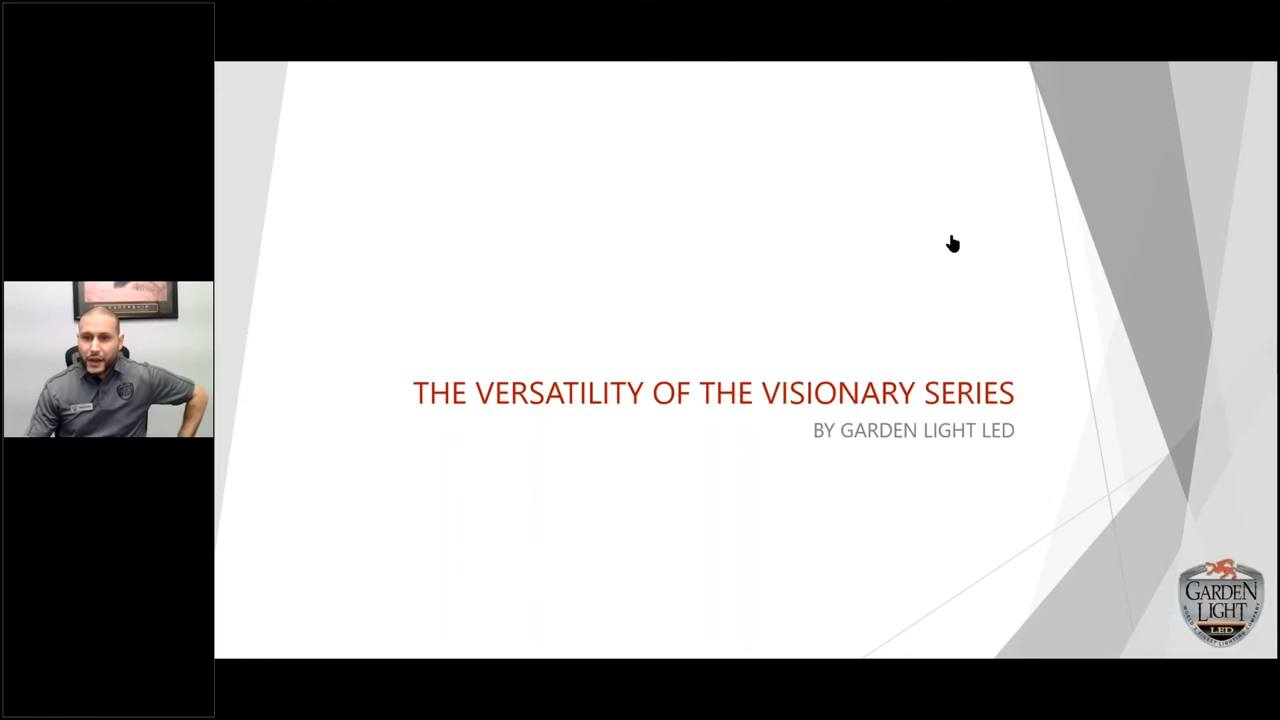 THE VERSATILITY OF THE VISIONARY SERIES
BY GARDEN LIGHT LED
GARDEN
LIGHT
LED